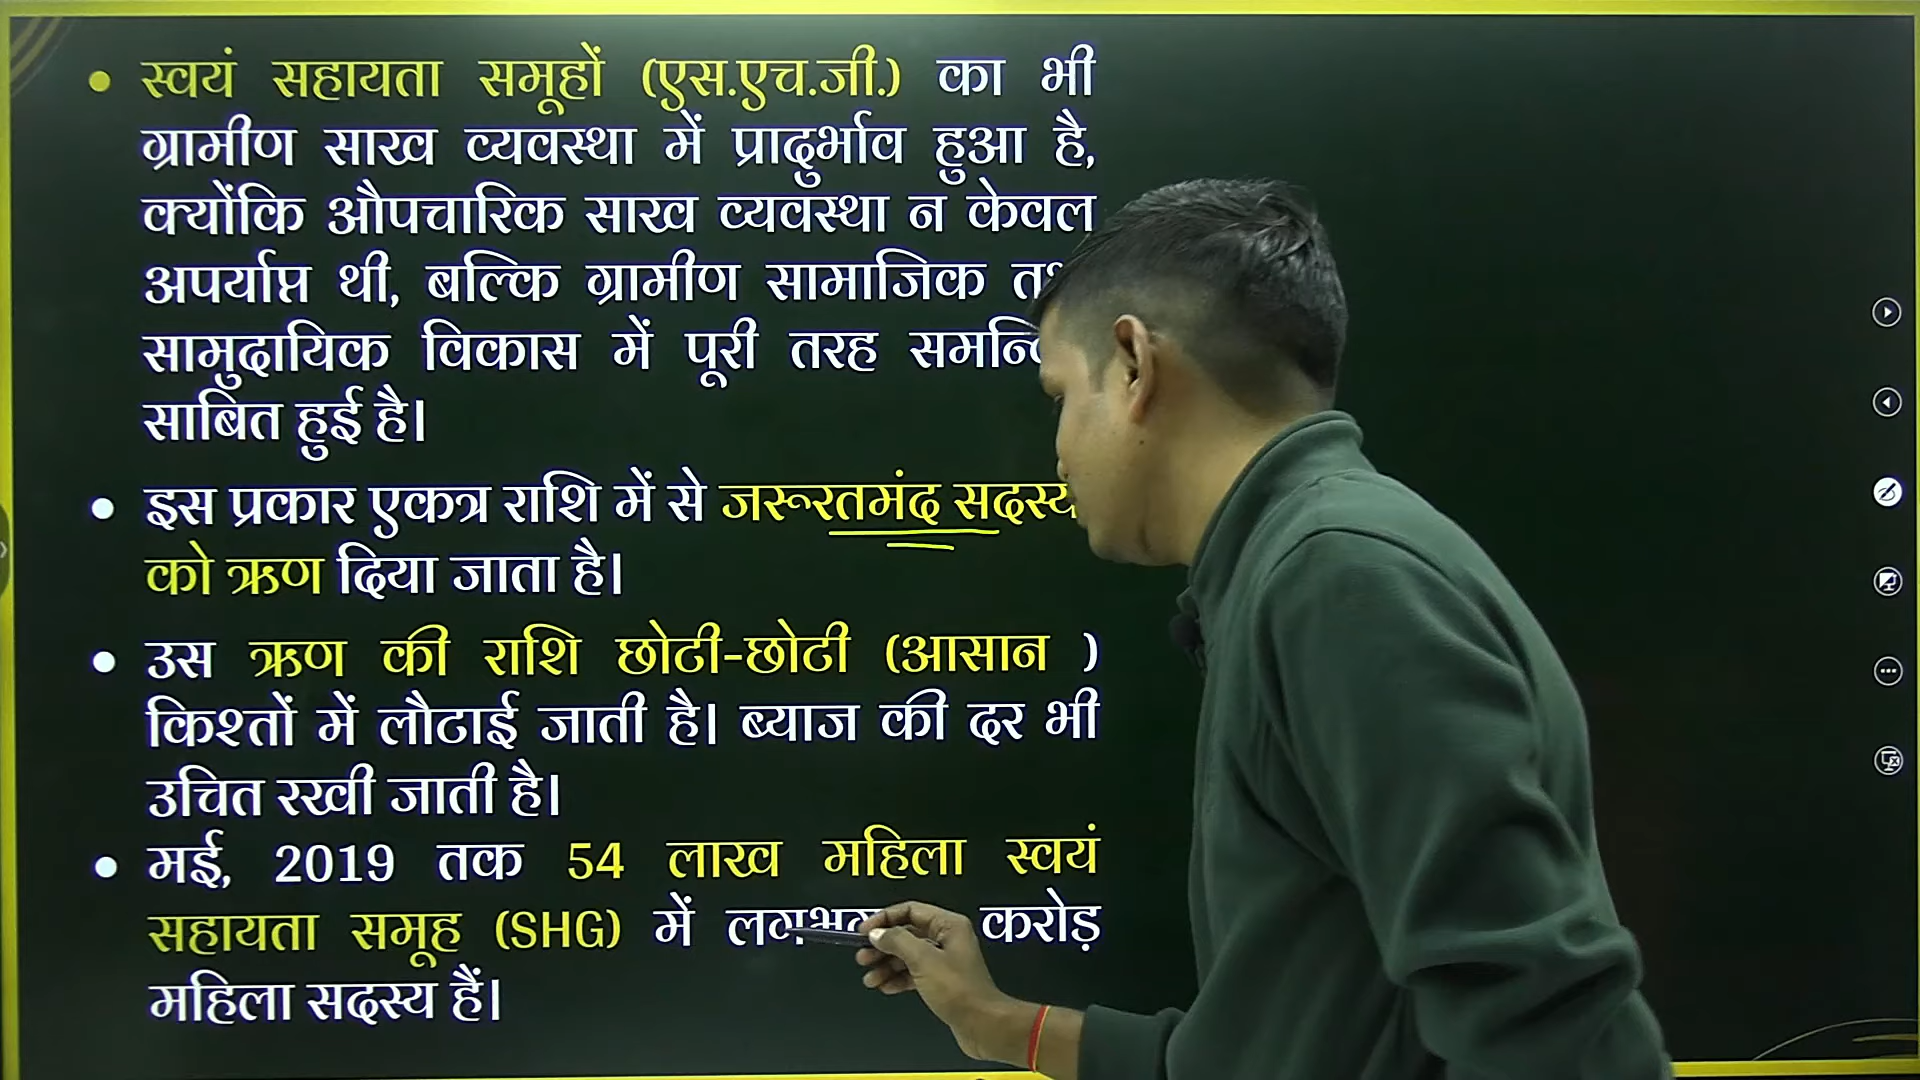 स्वयं सहायता समूहों (एस.एच.जी.) का भी
ग्रामीण साख व्यवस्था में प्रादुर्भाव हुआ है,
क्योंकि औपचारिक साख व्यवस्था न केवल
अपर्याप्त थी, बल्कि ग्रामीण सामाजिक
सामुदायिक विकास में पूरी तरह
साबित हुई है।
इस प्रकार एकत्र राशि में से जरूरतमंद सदस्य
को ऋण दिया जाता है।
उस ऋण की राशि छोटी-छोटी (आसान )
किश्तों में लौटाई जाती है। ब्याज की दर भी
उचित रखी जाती है।
मई, 2019 तक 54 लाख महिला स्वयं
सहायता समूह (SHG) में करोड़
महिला सदस्य हैं।